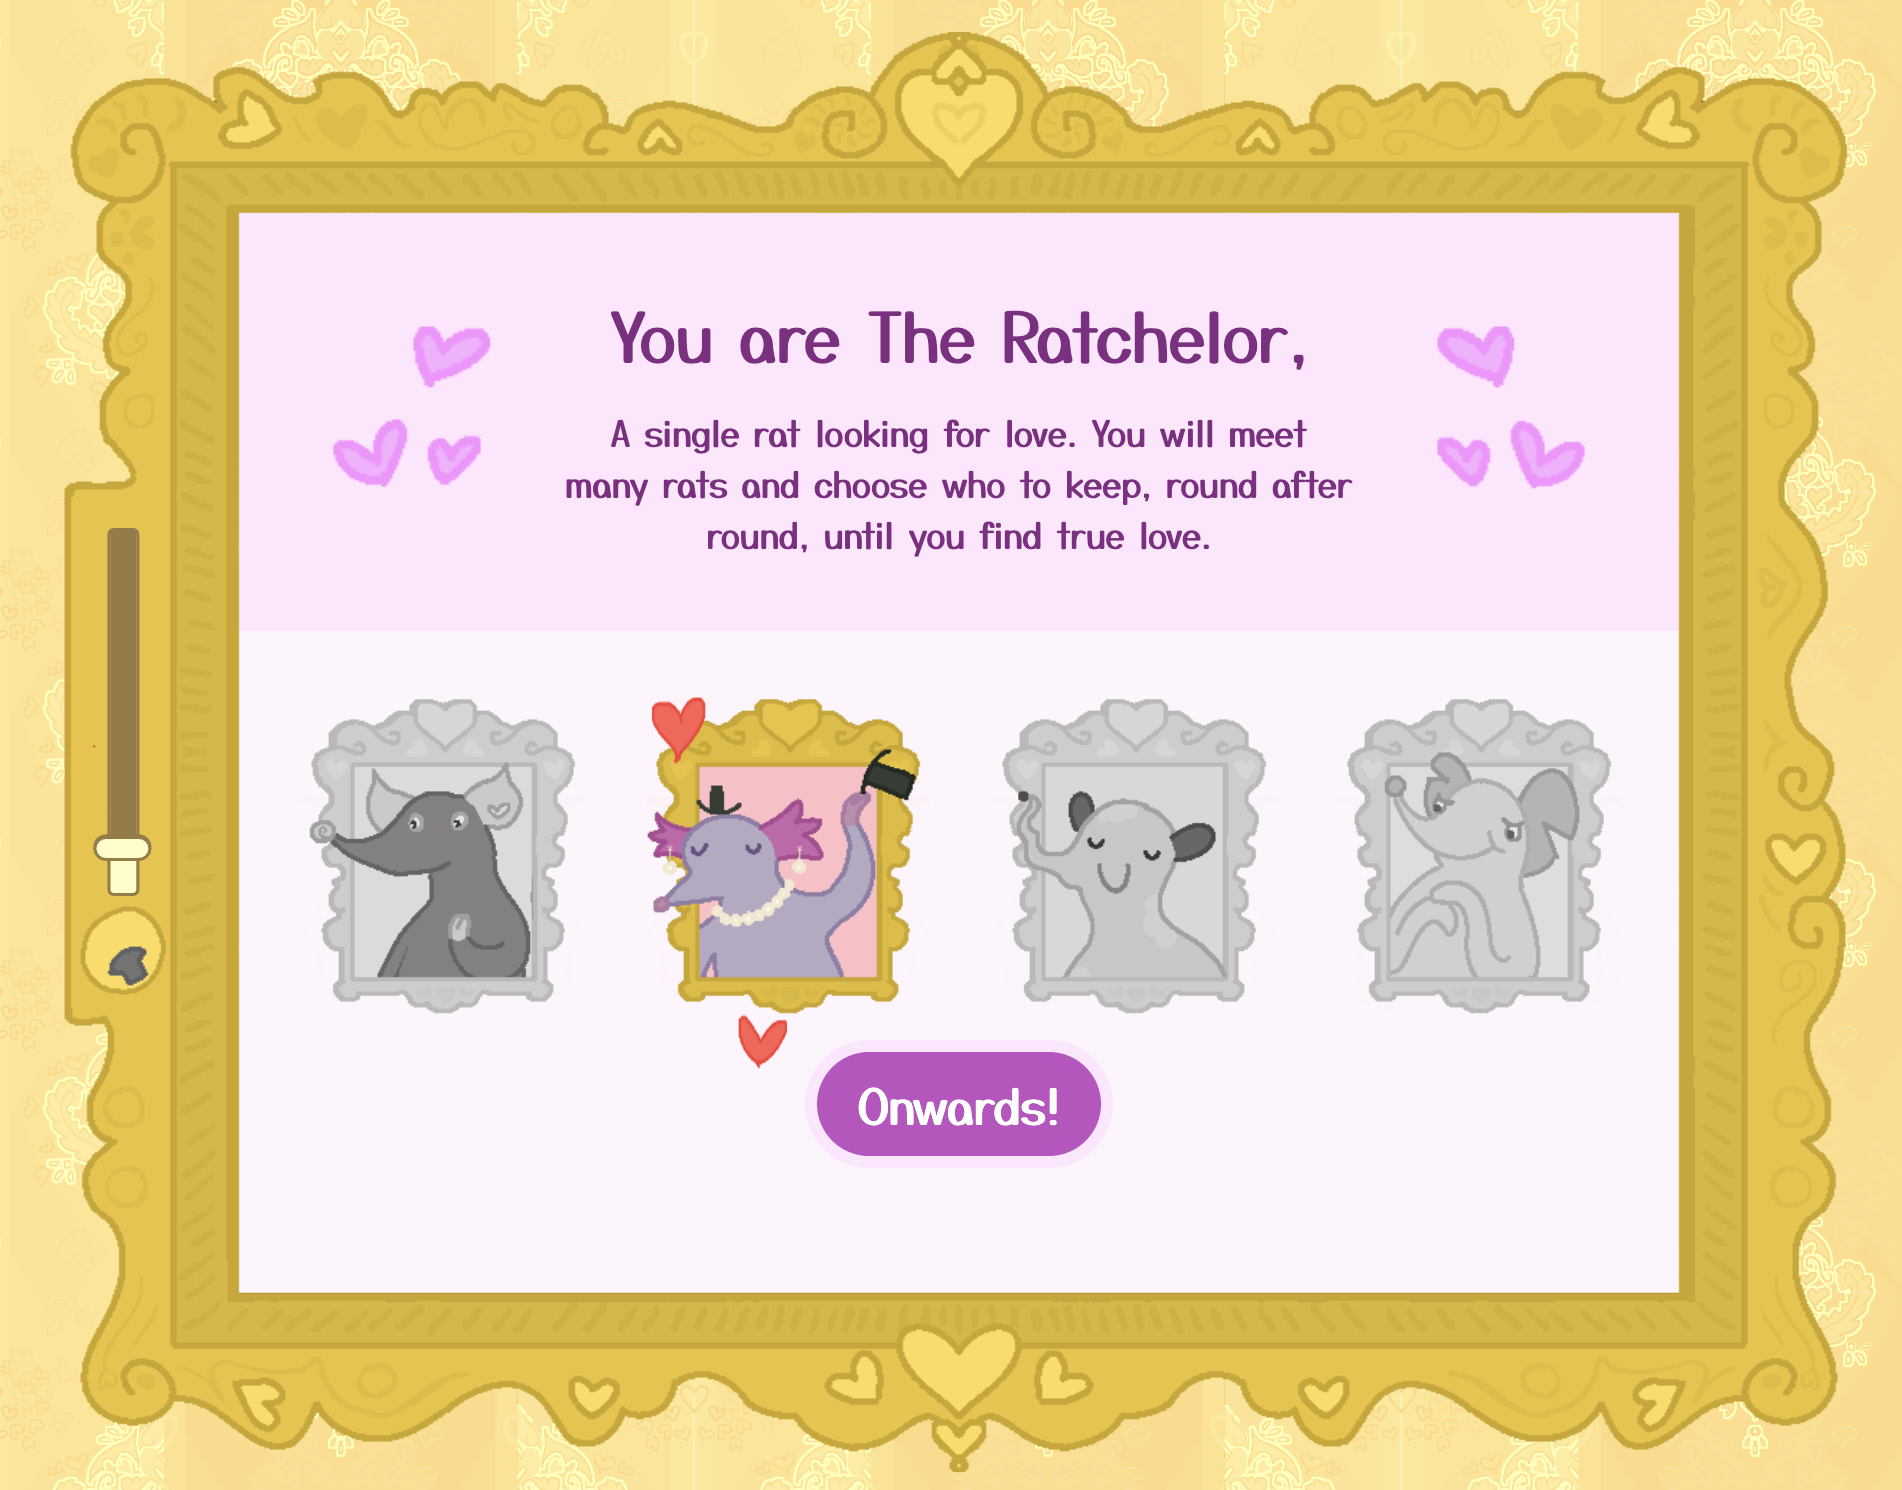 You are The Ratchelor,
A single rat looking for love. You will meet
many rats and choose who to keep, round after
round, until you find true love.
Onwards!